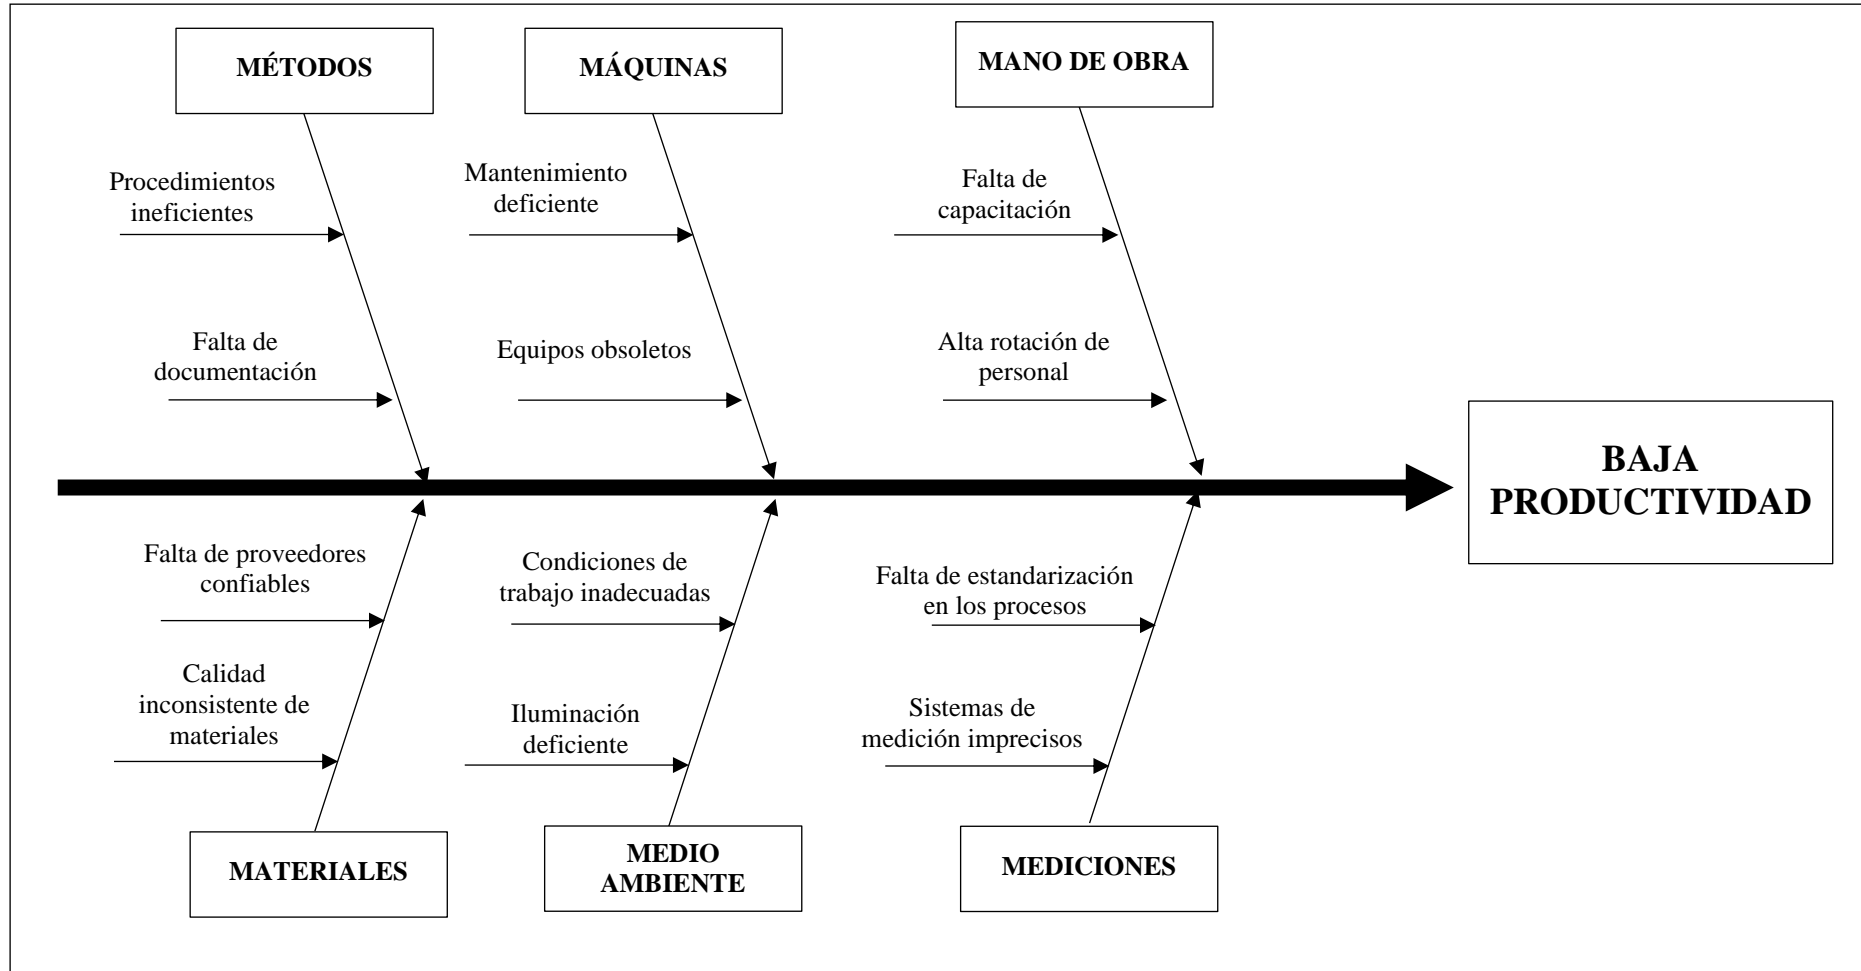 MÉTODOS
MÁQUINAS
MANO DE OBRA
Procedimientos
ineficientes
Mantenimiento
deficiente
Falta de
capacitación
Falta de
documentación
Equipos obsoletos
Alta rotación de
personal
BAJA
PRODUCTIVIDAD
Falta de proveedores
confiables
Condiciones de
trabajo inadecuadas
Falta de estandarización
en los procesos
Calidad
inconsistente de
materiales
Iluminación
deficiente
Sistemas de
medición imprecisos
MATERIALES
MEDIO
AMBIENTE
MEDICIONES